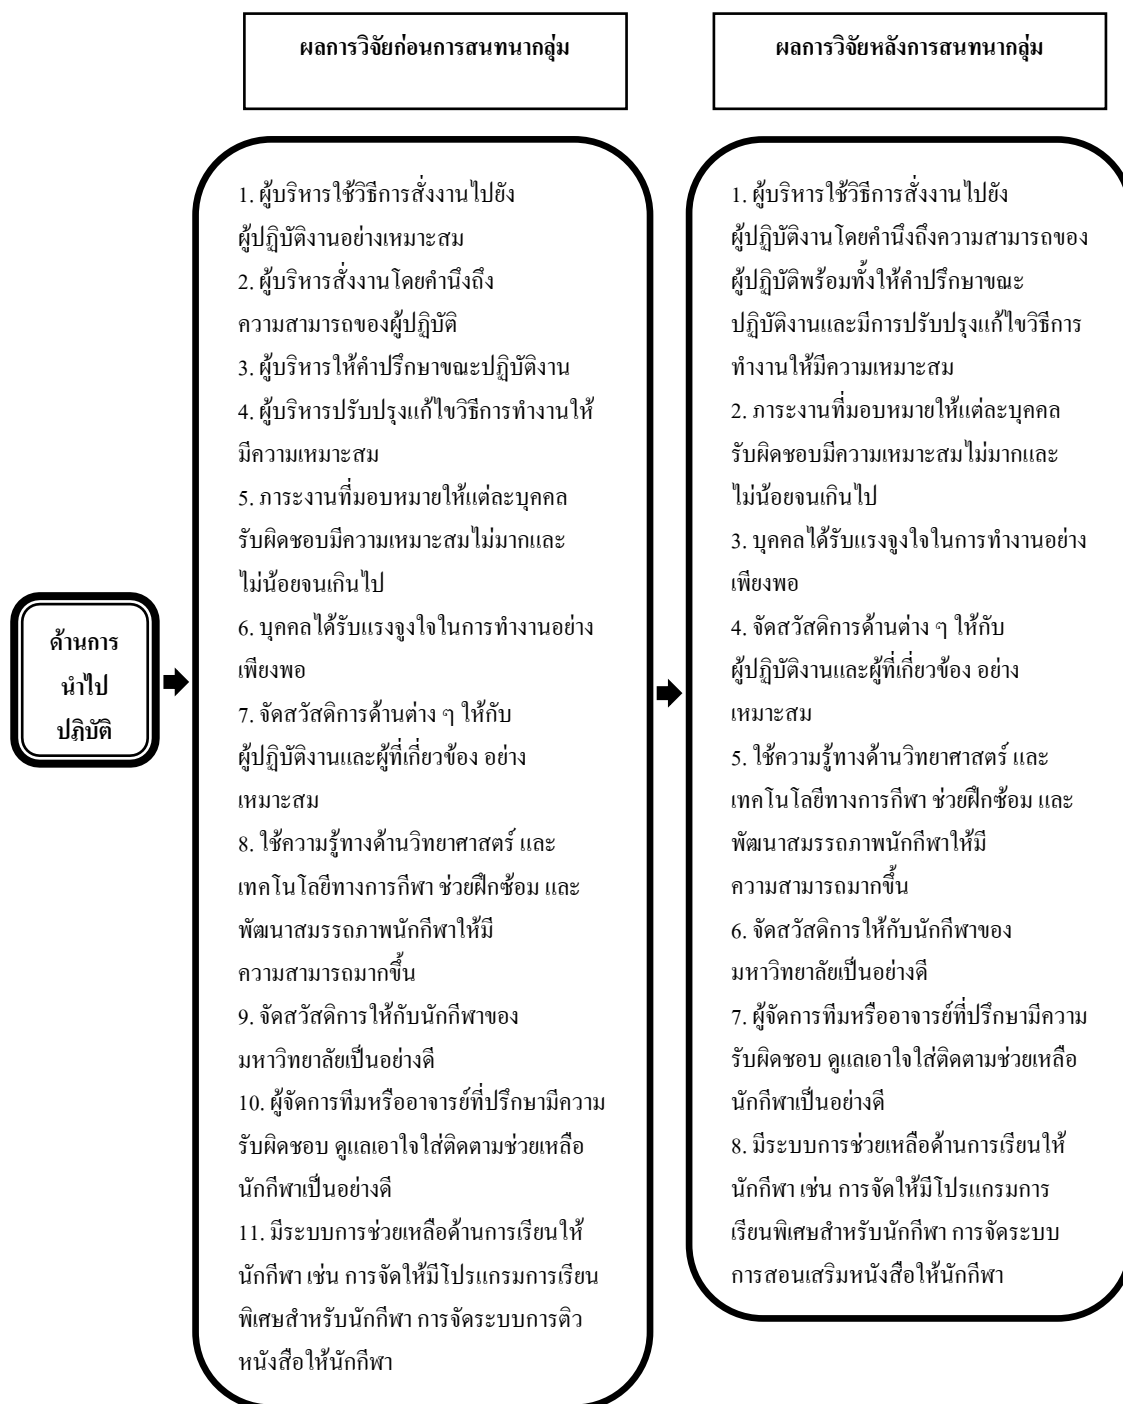 ผลการวิจัยก่อนการสนทนากลุ่ม
ผลการวิจัยหลังการสนทนากลุ่ม
ด้านการ
นำไป
ปฏิบัติ
1. ผู้บริหารใช้วิธีการสั่งงานไปยัง
ผู้ปฏิบัติงานอย่างเหมาะสม
2. ผู้บริหารสั่งงานโดยคำนึงถึง
ความสามารถของผู้ปฏิบัติ
3. ผู้บริหารให้คำปรึกษาขณะปฏิบัติงาน
4. ผู้บริหารปรับปรุงแก้ไขวิธีการทำงานให้
มีความเหมาะสม
5. ภาระงานที่มอบหมายให้แต่ละบุคคล
รับผิดชอบมีความเหมาะสมไม่มากและ
ไม่น้อยจนเกินไป
6. บุคคลได้รับแรงจูงใจในการทำงานอย่าง
เพียงพอ
7. จัดสวัสดิการด้านต่าง ๆ ให้กับ
ผู้ปฏิบัติงานและผู้ที่เกี่ยวข้อง อย่าง
เหมาะสม
8. ใช้ความรู้ทางด้านวิทยาศาสตร์ และ
เทคโนโลยีทางการกีฬา ช่วยฝึกซ้อม และ
พัฒนาสมรรถภาพนักกีฬาให้มี
ความสามารถมากขึ้น
9. จัดสวัสดิการให้กับนักกีฬาของ
มหาวิทยาลัยเป็นอย่างดี
10. ผู้จัดการทีมหรืออาจารย์ที่ปรึกษามีความ
รับผิดชอบ ดูแลเอาใจใส่ติดตามช่วยเหลือ
นักกีฬาเป็นอย่างดี
11. มีระบบการช่วยเหลือด้านการเรียนให้
นักกีฬา เช่น การจัดให้มีโปรแกรมการเรียน
พิเศษสำหรับนักกีฬา การจัดระบบการติว
หนังสือให้นักกีฬา
1. ผู้บริหารใช้วิธีการสั่งงานไปยัง
ผู้ปฏิบัติงานโดยคำนึงถึงความสามารถของ
ผู้ปฏิบัติพร้อมทั้งให้คำปรึกษาขณะ
ปฏิบัติงานและมีการปรับปรุงแก้ไขวิธีการ
ทำงานให้มีความเหมาะสม
2. ภาระงานที่มอบหมายให้แต่ละบุคคล
รับผิดชอบมีความเหมาะสมไม่มากและ
ไม่น้อยจนเกินไป
3. บุคคลได้รับแรงจูงใจในการทำงานอย่าง
เพียงพอ
4. จัดสวัสดิการด้านต่าง ๆ ให้กับ
ผู้ปฏิบัติงานและผู้ที่เกี่ยวข้อง อย่าง
เหมาะสม
5. ใช้ความรู้ทางด้านวิทยาศาสตร์ และ
เทคโนโลยีทางการกีฬา ช่วยฝึกซ้อม และ
พัฒนาสมรรถภาพนักกีฬาให้มี
ความสามารถมากขึ้น
6. จัดสวัสดิการให้กับนักกีฬาของ
มหาวิทยาลัยเป็นอย่างดี
7. ผู้จัดการทีมหรืออาจารย์ที่ปรึกษามีความ
รับผิดชอบ ดูแลเอาใจใส่ติดตามช่วยเหลือ
นักกีฬาเป็นอย่างดี
8. มีระบบการช่วยเหลือด้านการเรียนให้
นักกีฬา เช่น การจัดให้มีโปรแกรมการ
เรียนพิเศษสำหรับนักกีฬา การจัดระบบ
การสอนเสริมหนังสือให้นักกีฬา